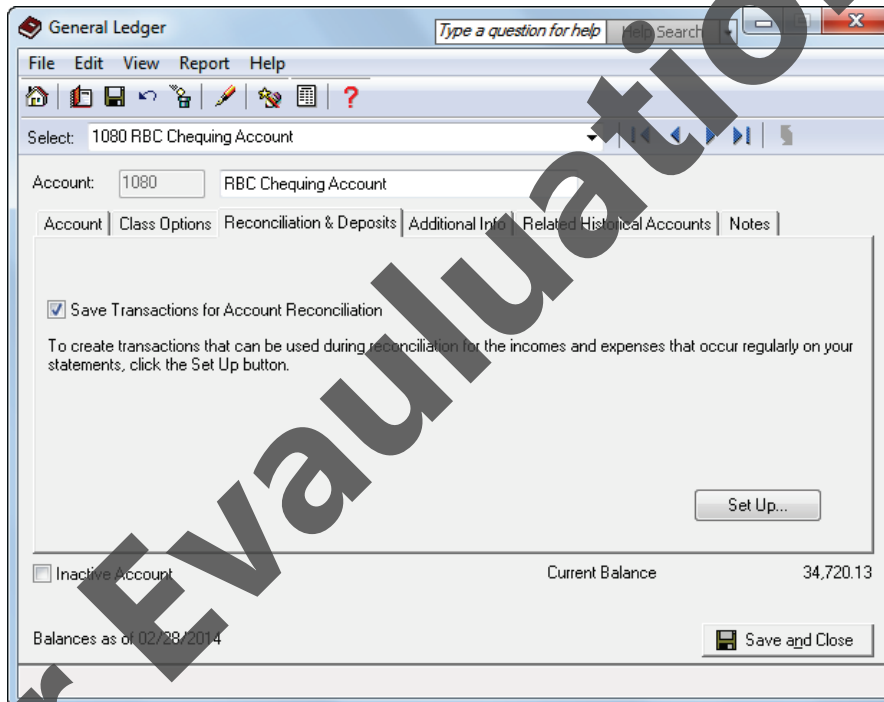 General Ledger
Type a question for help Help Search
File Edit View Report Help
Select: 1080 RBC Chequing Account
Account: 1080 RBC Chequing Account
Account Class Options Reconciliation & Deposits Additional Info Related Historical Accounts Notes
Save Transactions for Account Reconciliation
To create transactions that can be used during reconciliation for the incomes and expenses that occur regularly on your
statements, click the Set Up button.
Set Up...
Inactive Account Current Balance 34,720.13
Balances as of 02/28/2014 Save and Close
r Evauluation